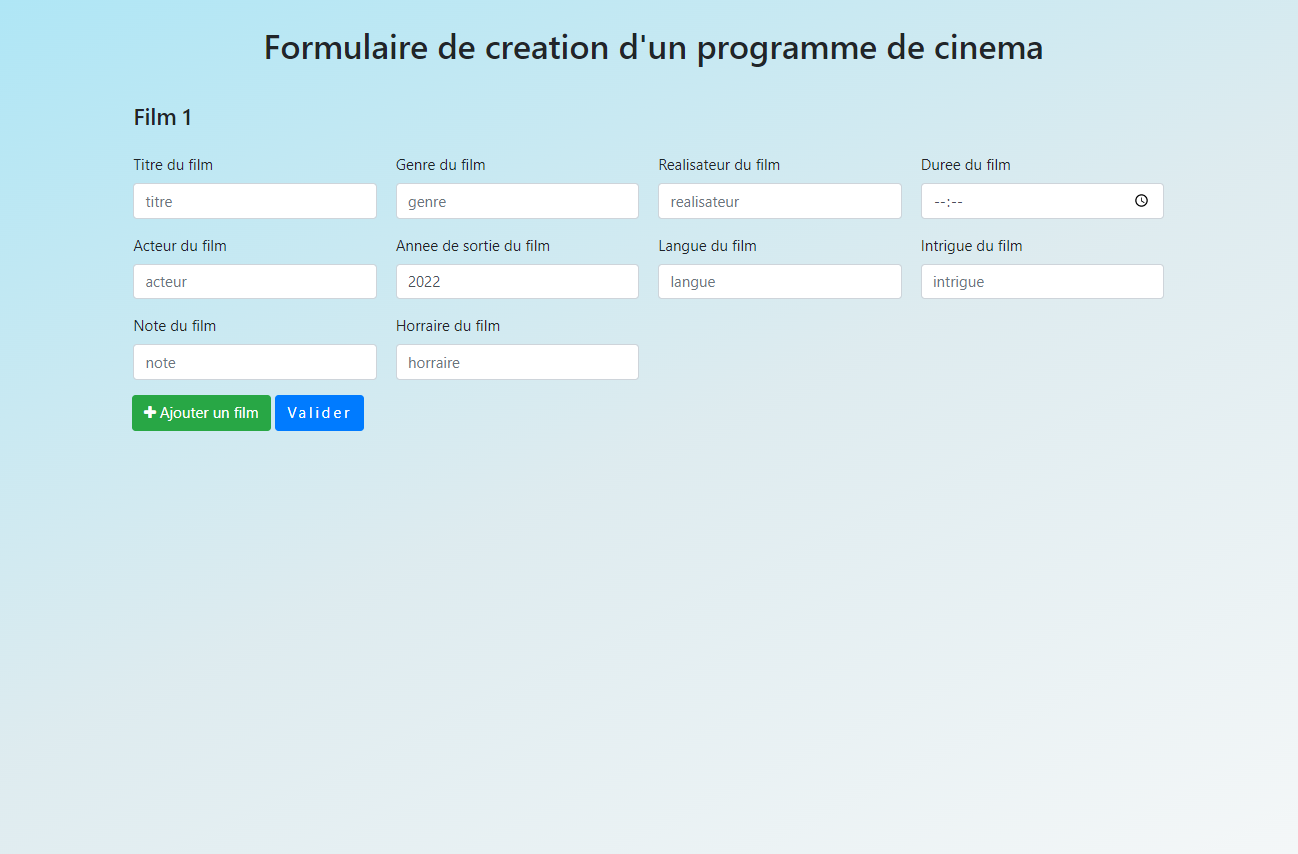 Formulaire de creation d'un programme de cinema
Film 1
Titre du film Genre du film Realisateur du film Duree du film
titre genre realisateur --:--
Acteur du film Annee de sortie du film Langue du film Intrigue du film
acteur 2022 langue intrigue
Note du film Horraire du film
note horraire
Ajouter un film Valider